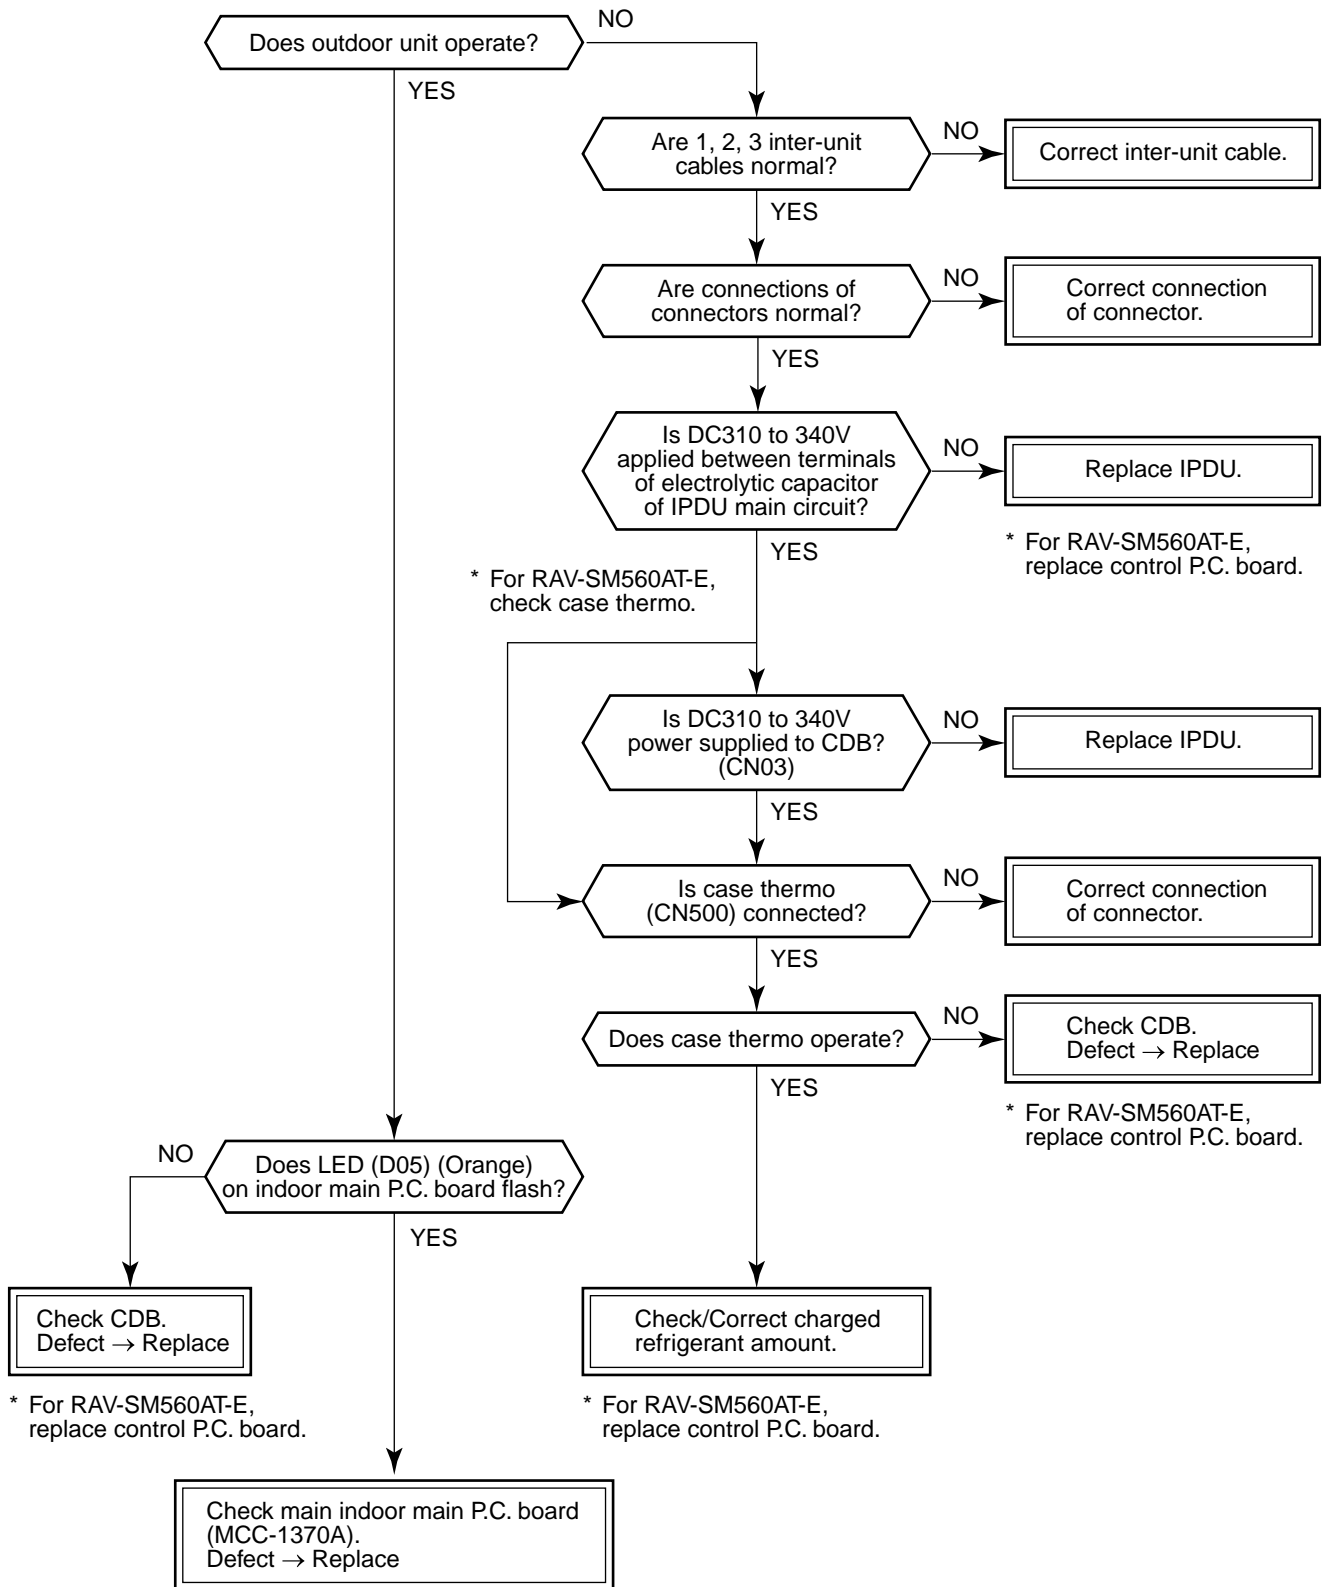 Does outdoor unit operate?
NO
YES
Are 1, 2, 3 inter-unit
cables normal?
NO
Correct inter-unit cable.
YES
Are connections of
connectors normal?
NO
Correct connection
of connector.
YES
Is DC310 to 340V
applied between terminals
of electrolytic capacitor
of IPDU main circuit?
NO
Replace IPDU.
* For RAV-SM560AT-E,
replace control P.C. board.
YES
* For RAV-SM560AT-E,
check case thermo.
Is DC310 to 340V
power supplied to CDB?
(CN03)
NO
Replace IPDU.
YES
Is case thermo
(CN500) connected?
NO
Correct connection
of connector.
YES
Does case thermo operate?
NO
Check CDB.
Defect → Replace
* For RAV-SM560AT-E,
replace control P.C. board.
YES
Does LED (D05) (Orange)
on indoor main P.C. board flash?
NO
YES
Check CDB.
Defect → Replace
* For RAV-SM560AT-E,
replace control P.C. board.
Check/Correct charged
refrigerant amount.
* For RAV-SM560AT-E,
replace control P.C. board.
Check main indoor main P.C. board
(MCC-1370A).
Defect → Replace